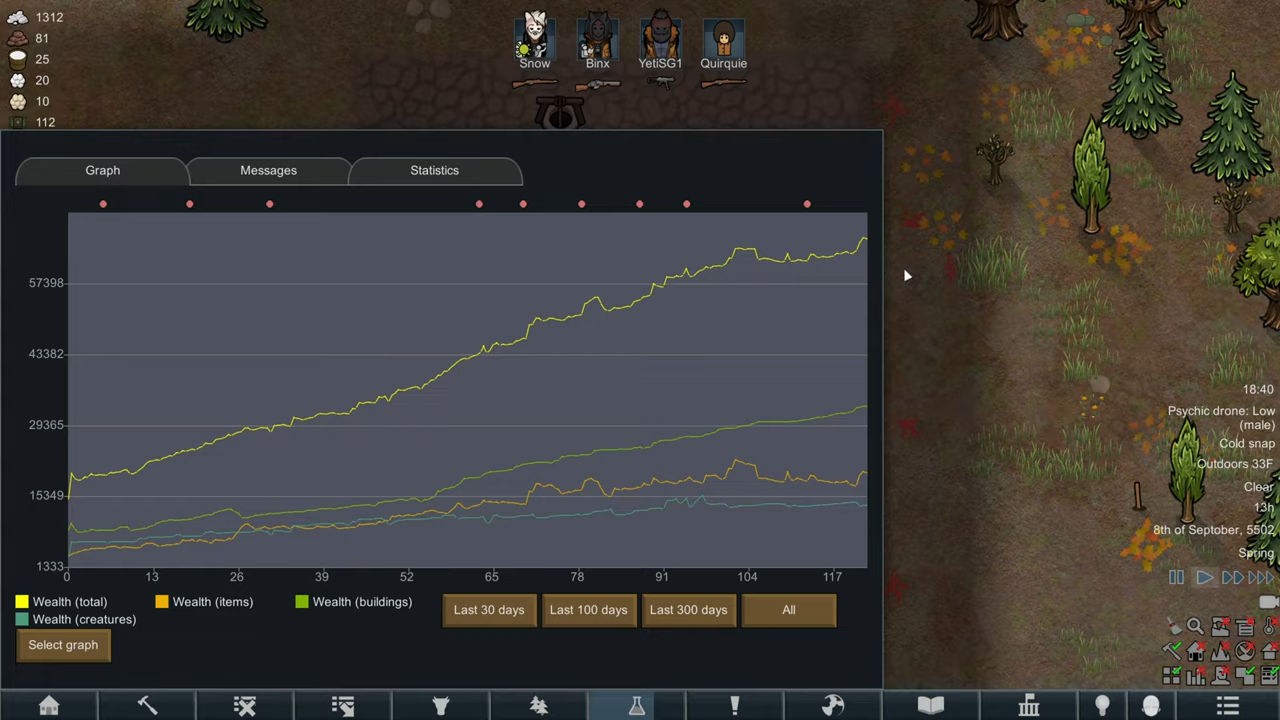 1312
81
25
20
10
112
Snow Binx YetiSG1 Quirquie
Graph Messages Statistics
57398
43382
29365
15349
1333
0 13 26 39 52 65 78 91 104 117
Wealth (total) Wealth (items) Wealth (buildings)
Wealth (creatures)
Last 30 days Last 100 days Last 300 days All
Select graph
18:40
Psychic drone: Low
(male)
Cold snap
Outdoors 33F
Clear
13h
8th of September, 5502
Spring